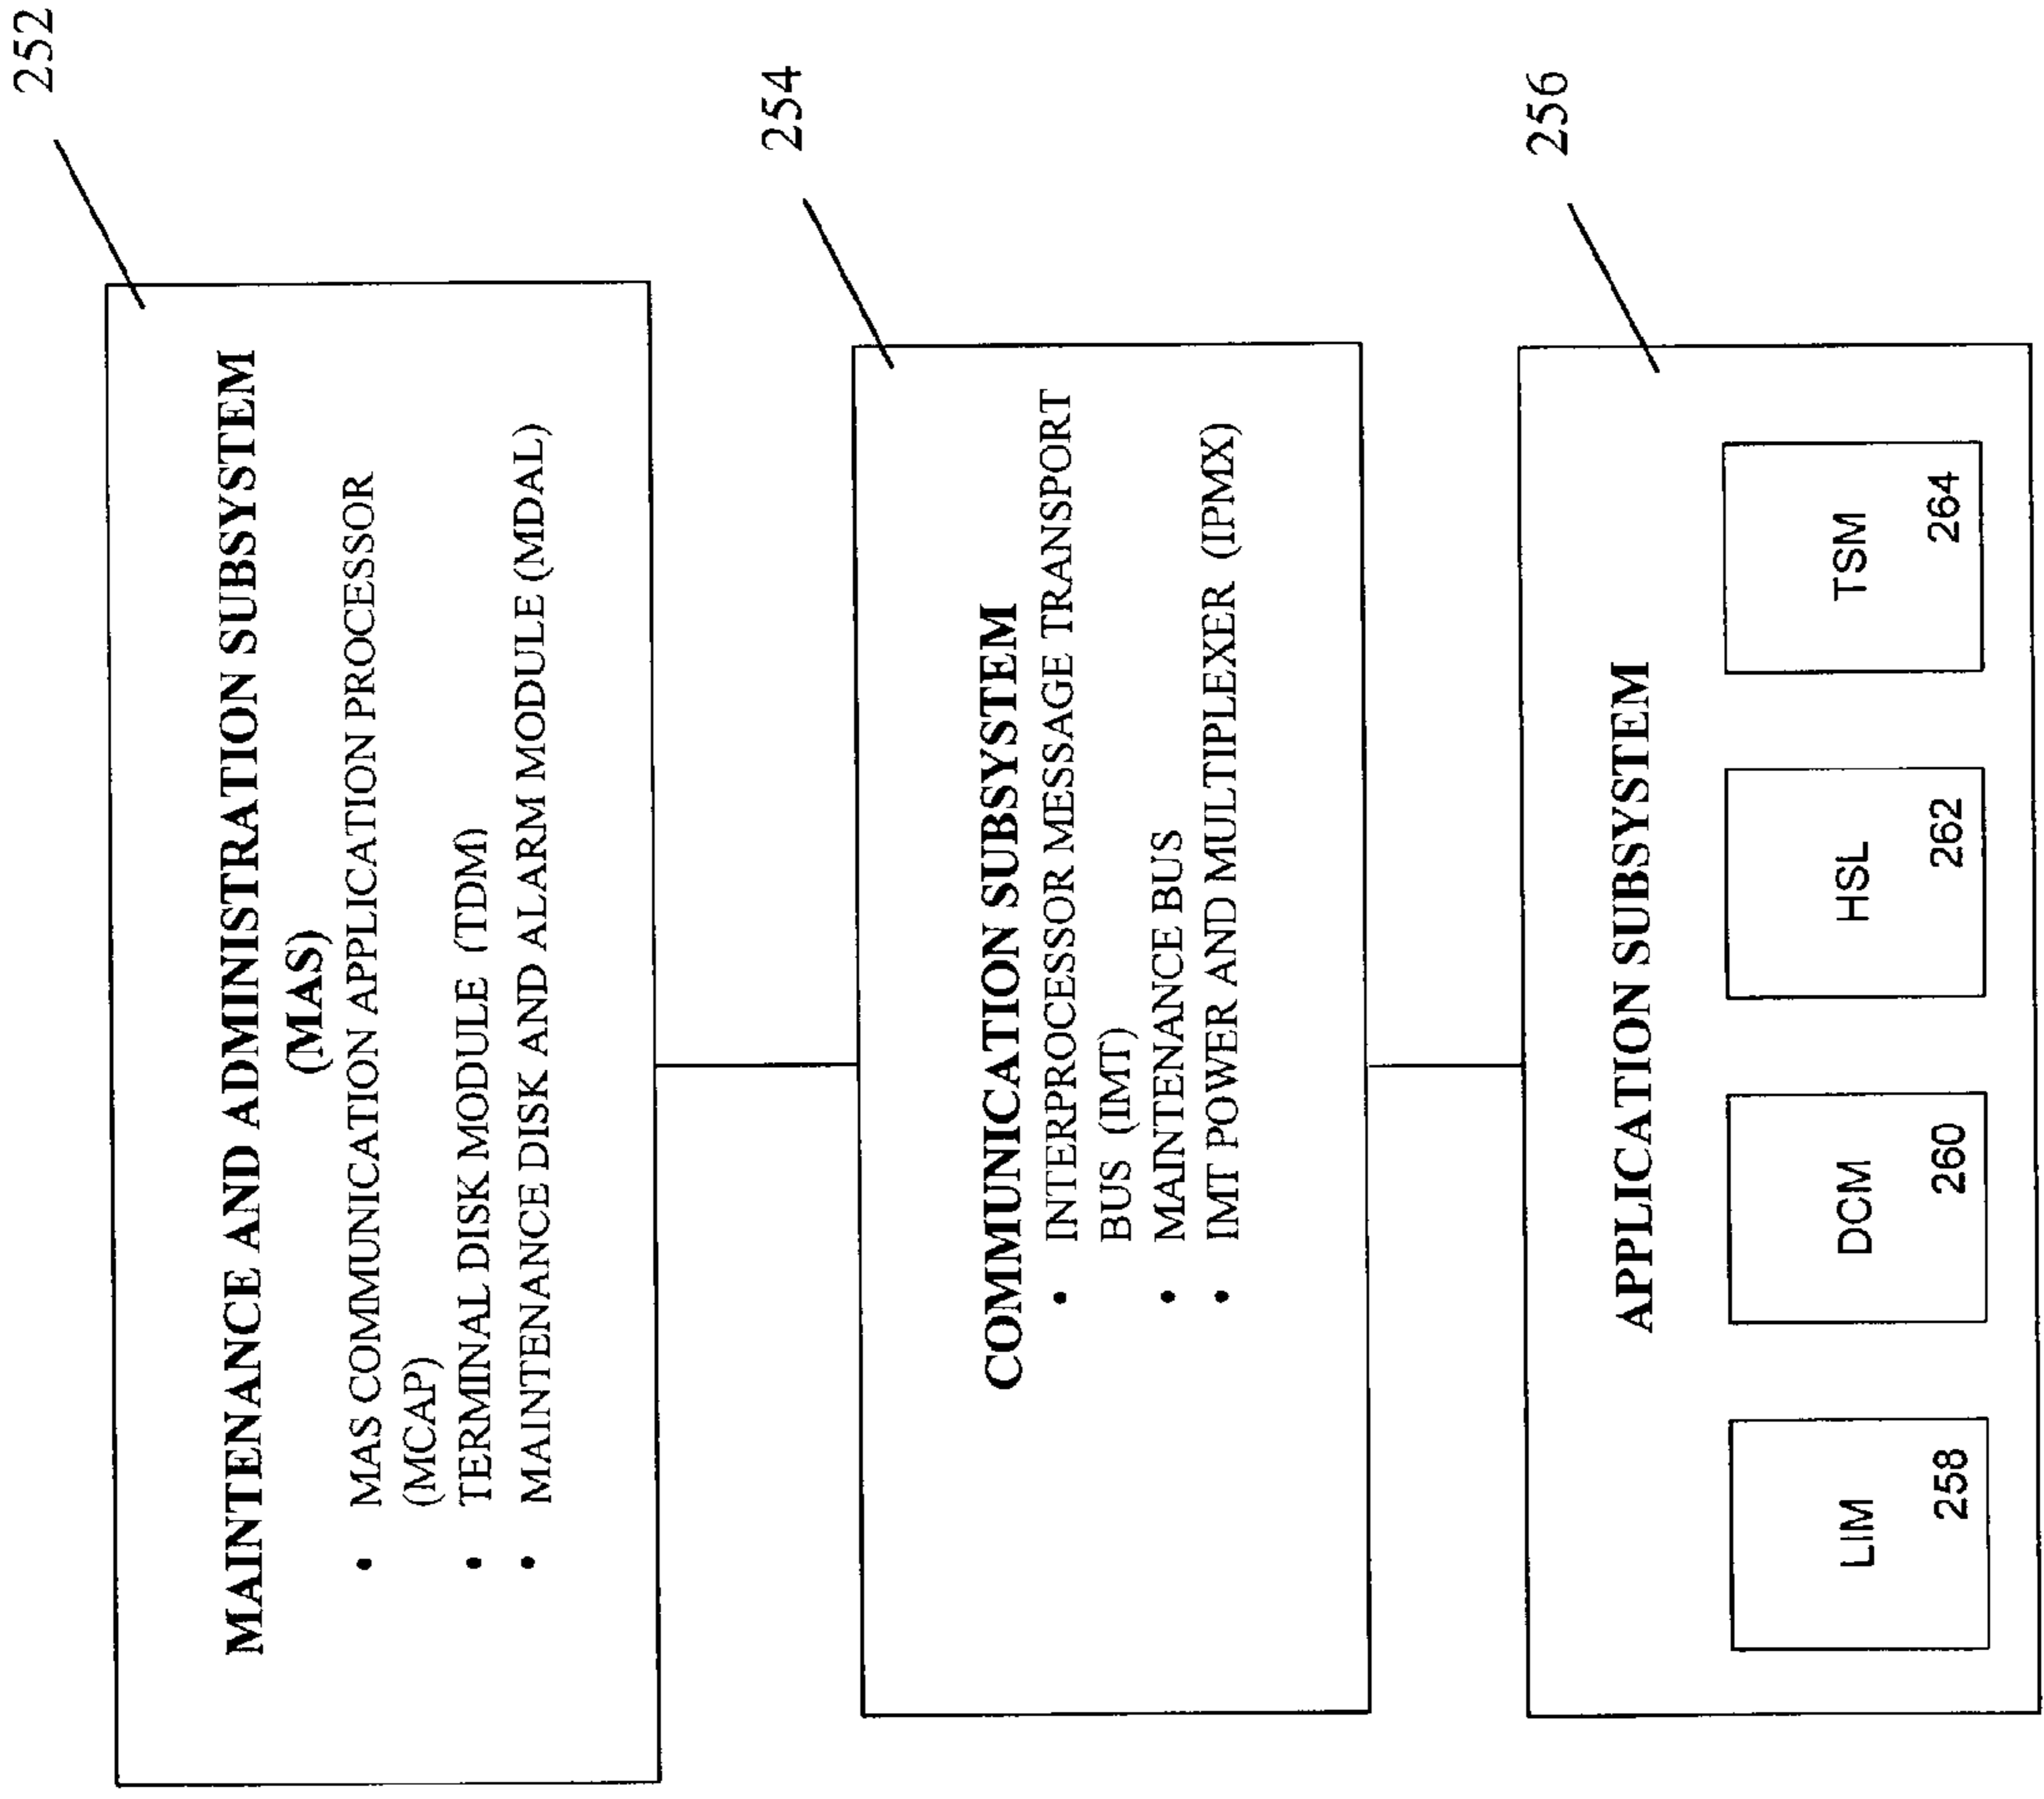 252
MAINTENANCE AND ADMINISTRATION SUBSYSTEM
(MAS)
• MAS COMMUNICATION APPLICATION PROCESSOR
(MCAP)
• TERMINAL DISK MODULE (TDM)
• MAINTENANCE DISK AND ALARM MODULE (MDAL)
254
COMMUNICATION SUBSYSTEM
• INTERPROCESSOR MESSAGE TRANSPORT
BUS (IMT)
• MAINTENANCE BUS
• IMT POWER AND MULTIPLEXER (IPMX)
256
APPLICATION SUBSYSTEM
LIM
258
DCM
260
HSL
262
TSM
264